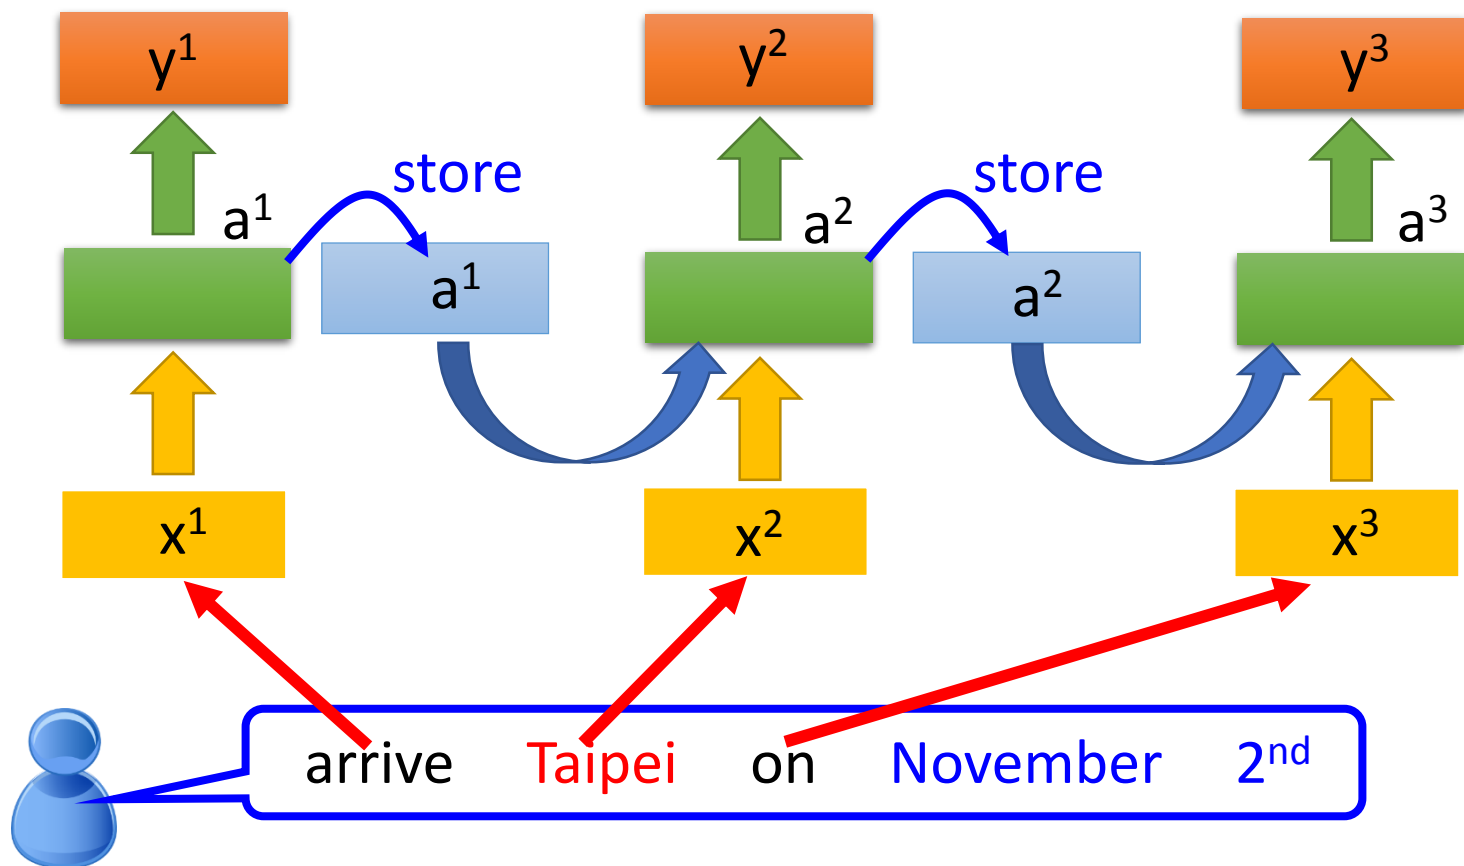 y¹ y² y³
store store
a¹ a² a³
a¹ a²
x¹ x² x³
arrive Taipei on November 2ⁿᵈ